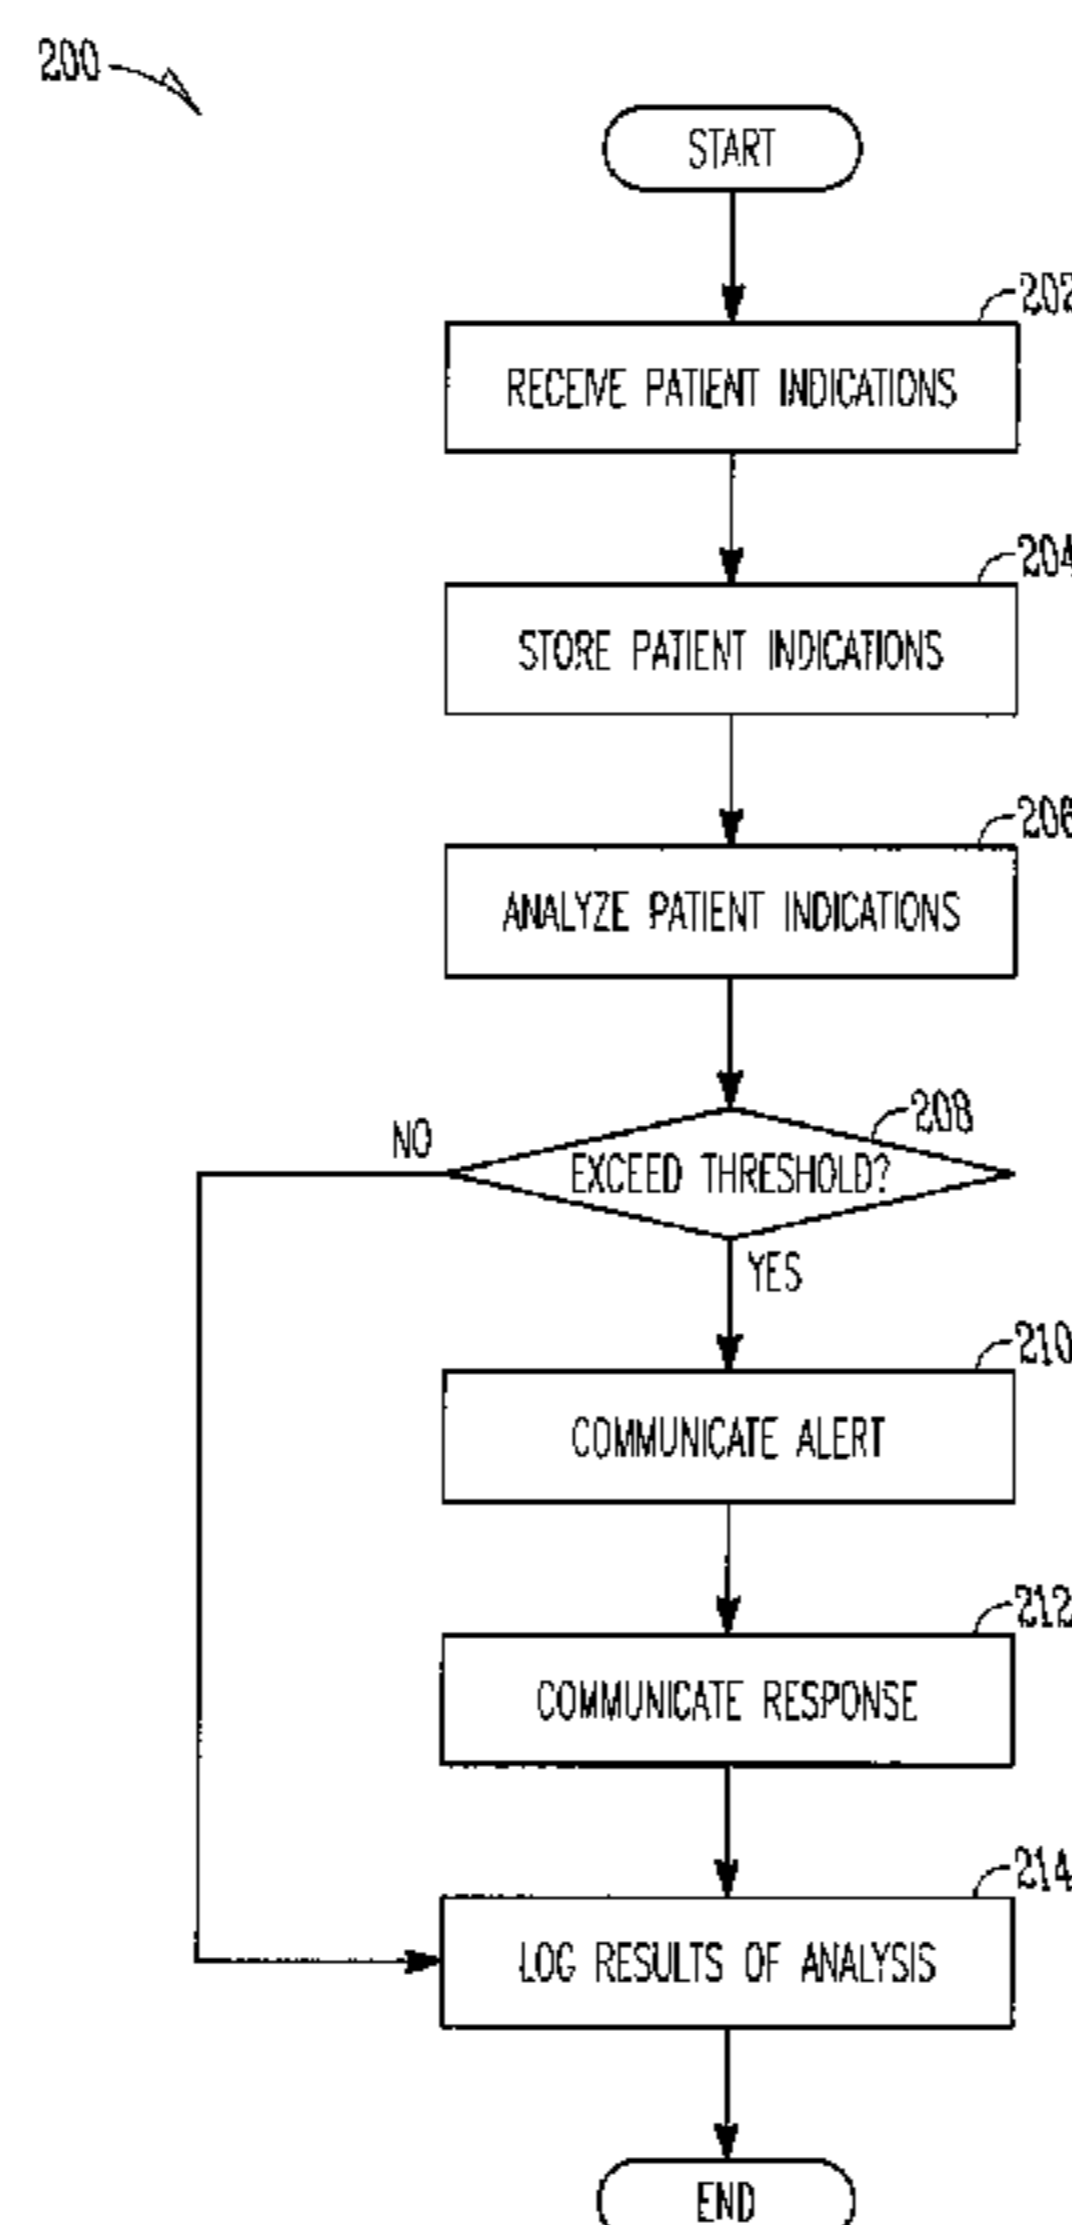 200
START
202
RECEIVE PATIENT INDICATIONS
204
STORE PATIENT INDICATIONS
206
ANALYZE PATIENT INDICATIONS
208
NO
EXCEED THRESHOLD?
YES
210
COMMUNICATE ALERT
212
COMMUNICATE RESPONSE
214
LOG RESULTS OF ANALYSIS
END